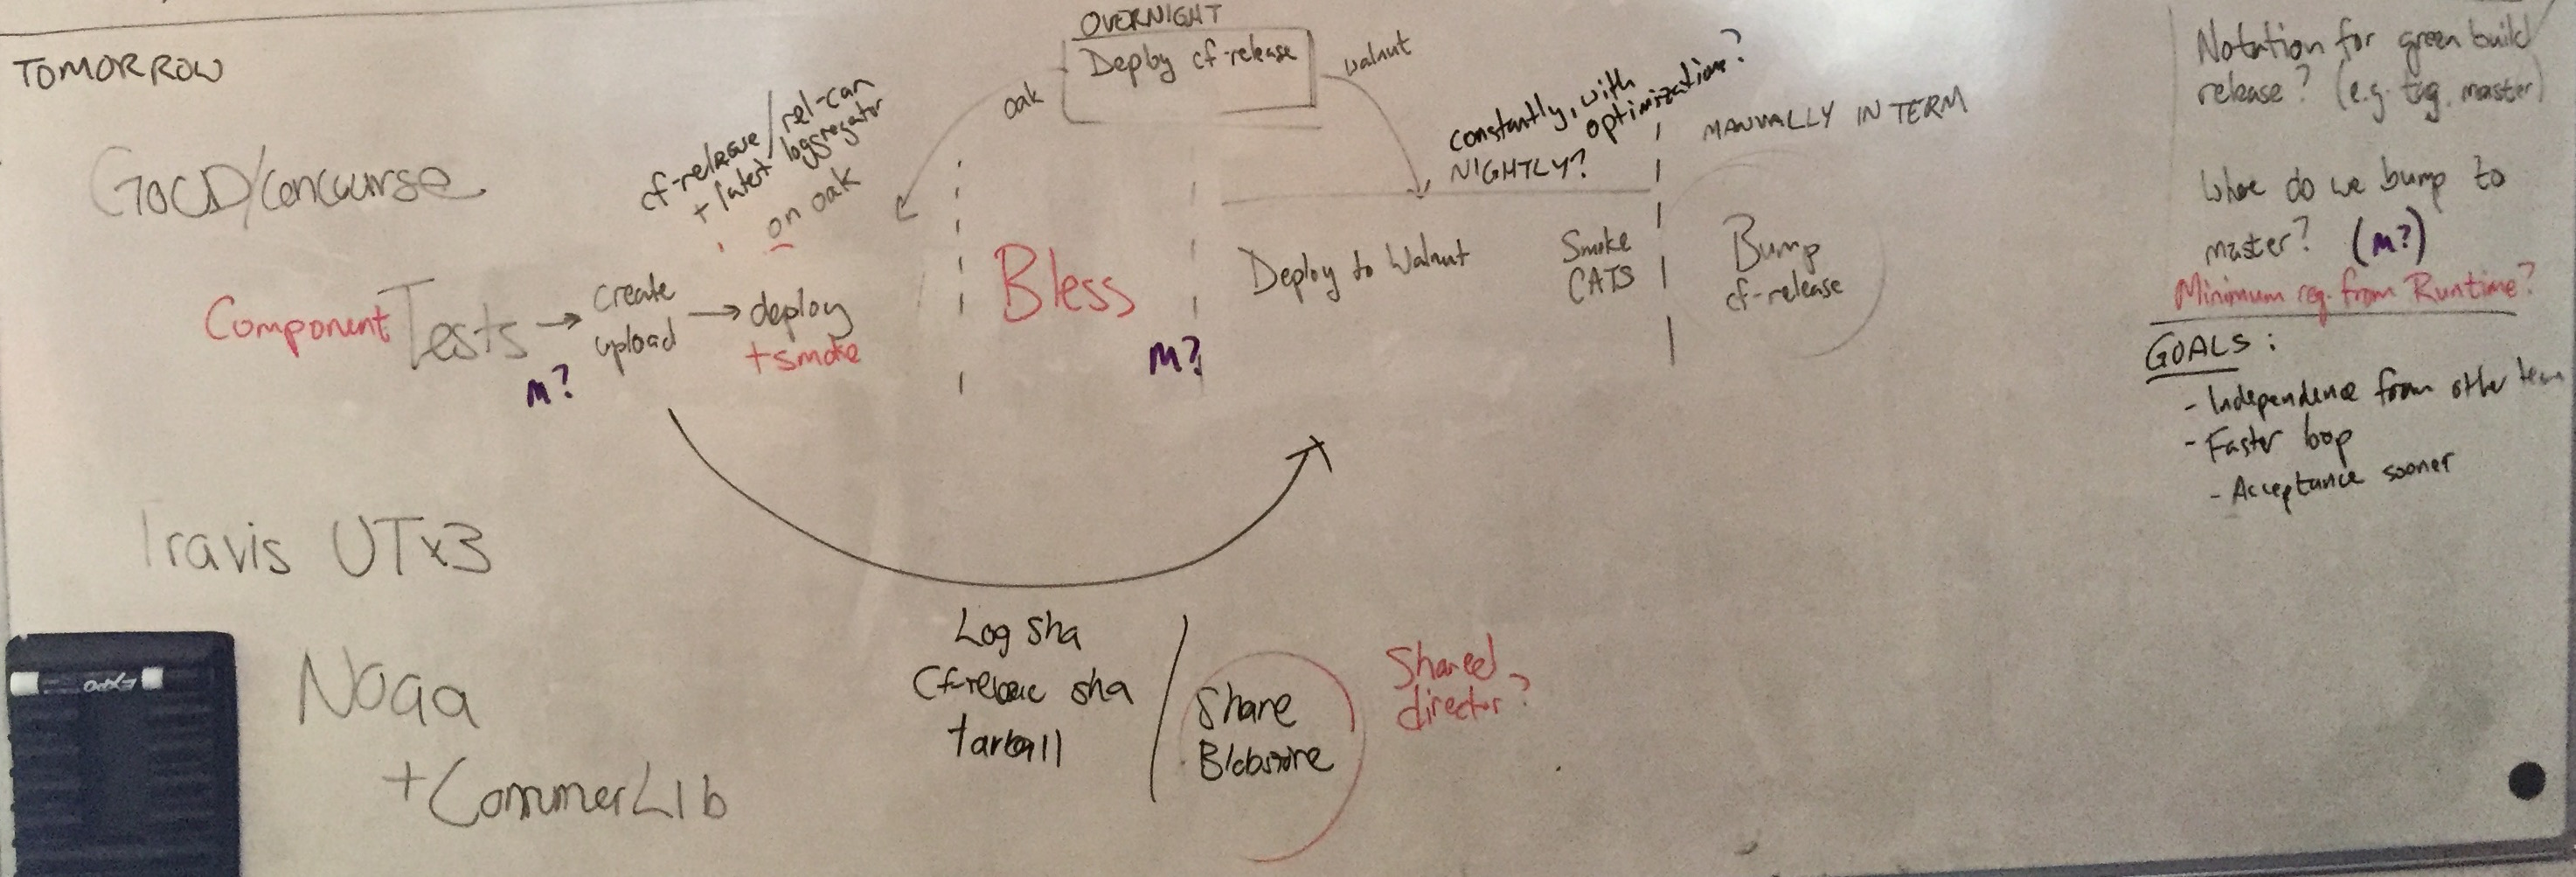 TOMORROW
OVERNIGHT
Deploy cf-release
oak
walnut
GoCD/Concourse
cf-release/rel-can
+ latest loggregator
on oak
constantly, with
optimizations?
NIGHTLY?
MANUALLY IN TERM
Component Tests → create
upload → deploy
+ smoke
M?
Bless
M?
Deploy to Walnut
Smoke
CATS
Bump
cf-release
Travis UTx3
Noaa
+ConsumerLib
Log sha
Cf-release sha
tarball
Share
Blobstore
Shared
director?
Notation for green build
release? (e.g. tag, master)
Where do we bump to
master? (M?)
Minimum req. from Runtime?
GOALS:
- Independence from other team
- Faster loop
- Acceptance sooner
EXPO